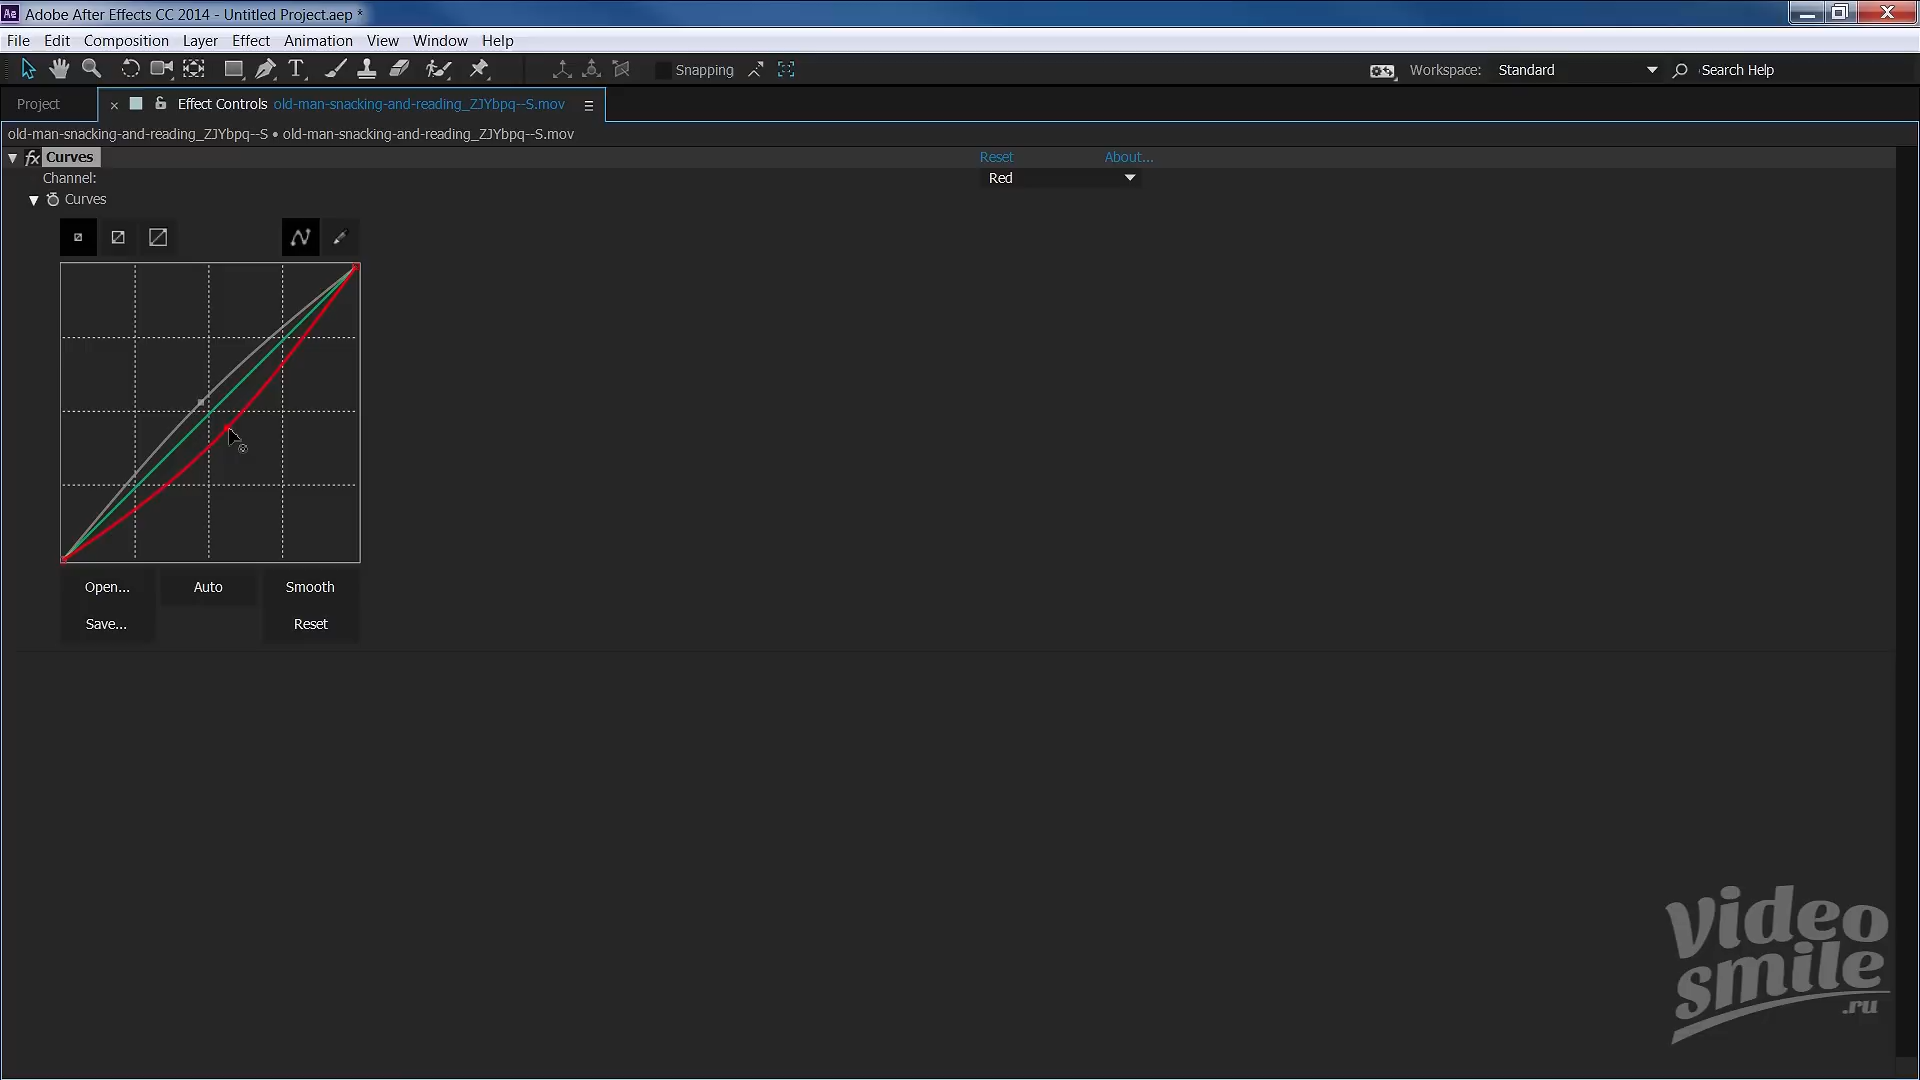 Ae Adobe After Effects CC 2014 - Untitled Project.aep *
File Edit Composition Layer Effect Animation View Window Help
T Snapping Workspace: Standard Search Help
Project × Effect Controls old-man-snacking-and-reading_ZJYbpq--S.mov
old-man-snacking-and-reading_ZJYbpq--S • old-man-snacking-and-reading_ZJYbpq--S.mov
fx Curves Reset About...
Channel: Red
Curves
Open... Auto Smooth
Save... Reset
video
smile
.ru